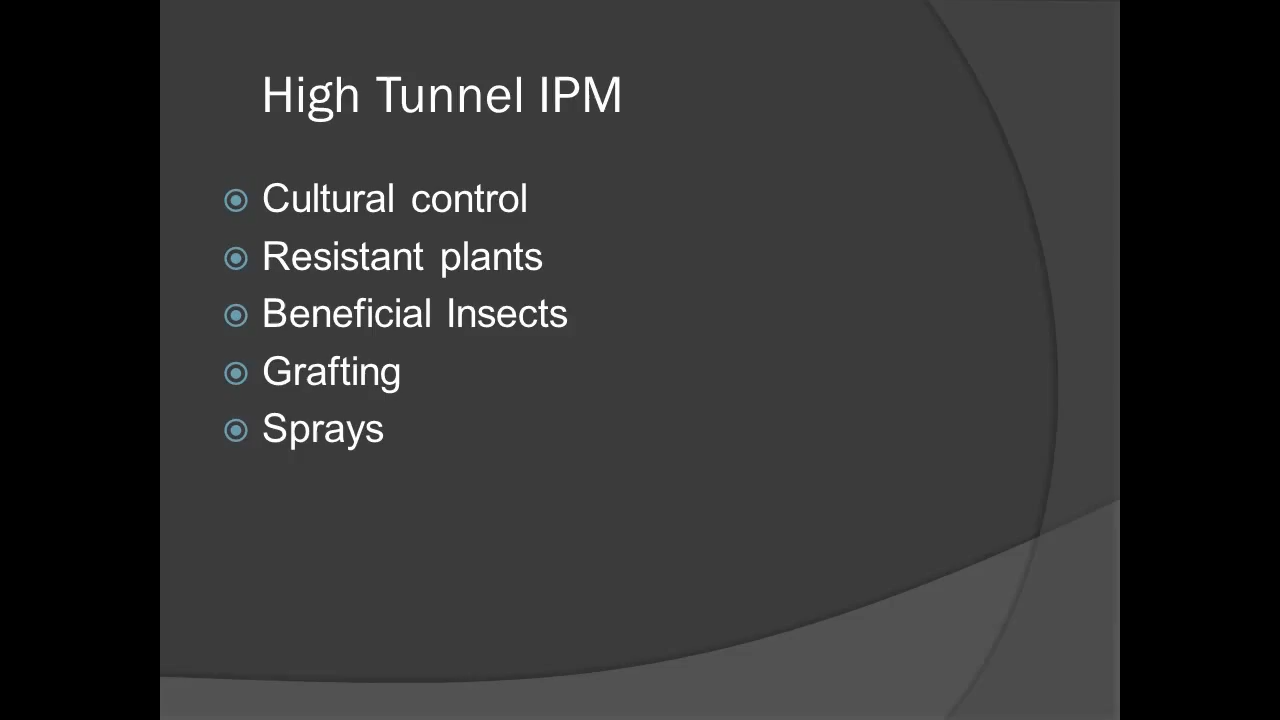 High Tunnel IPM
Cultural control
Resistant plants
Beneficial Insects
Grafting
Sprays